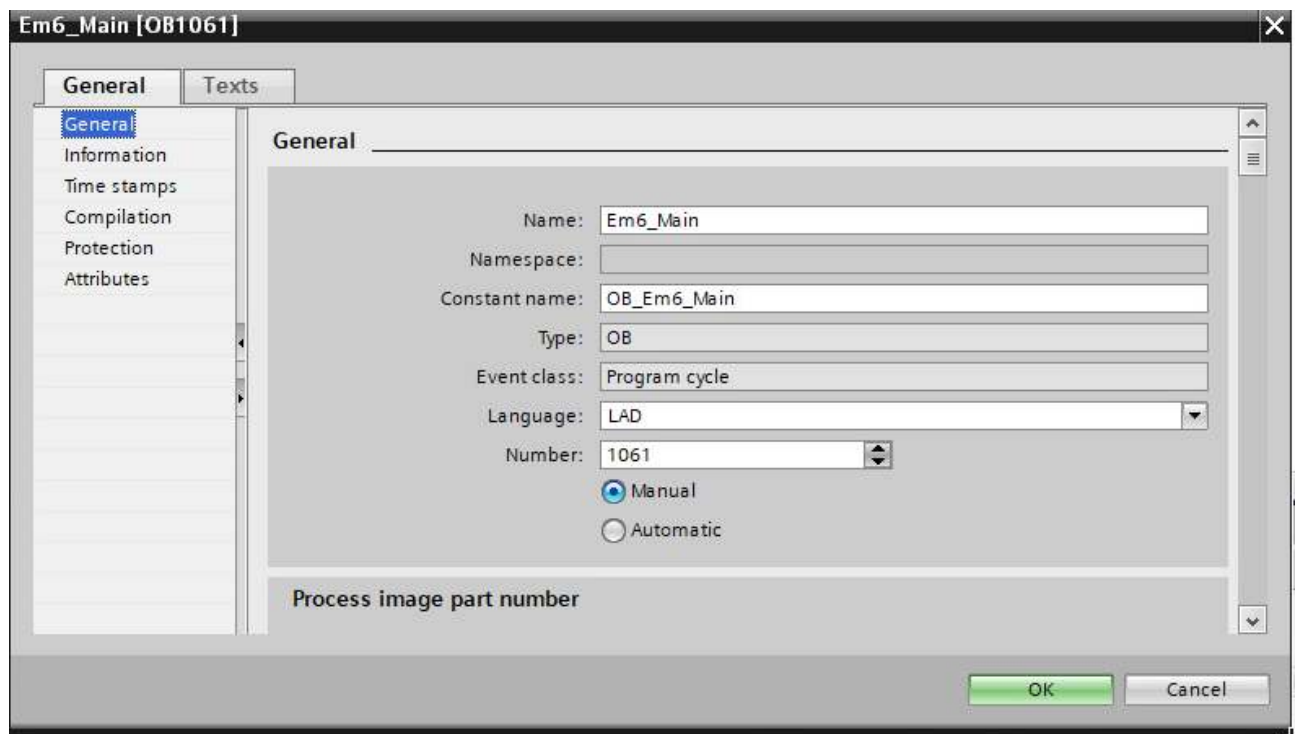 Em6_Main [OB1061]
General Texts
General
Information
Time stamps
Compilation
Protection
Attributes
General
Name: Em6_Main
Namespace:
Constant name: OB_Em6_Main
Type: OB
Event class: Program cycle
Language: LAD
Number: 1061
Manual
Automatic
Process image part number
OK Cancel